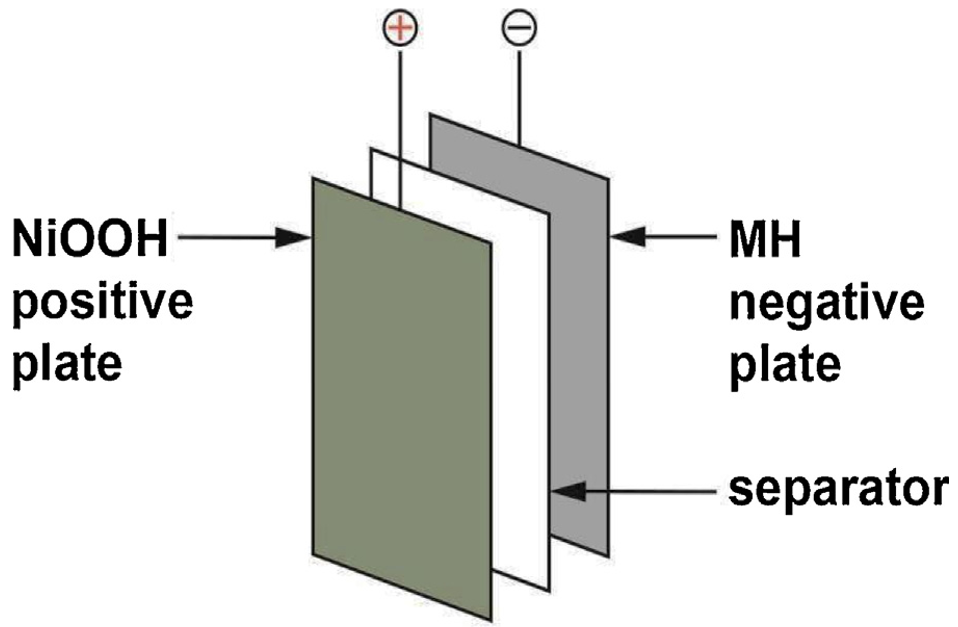 +
−
NiOOH
positive
plate
MH
negative
plate
separator